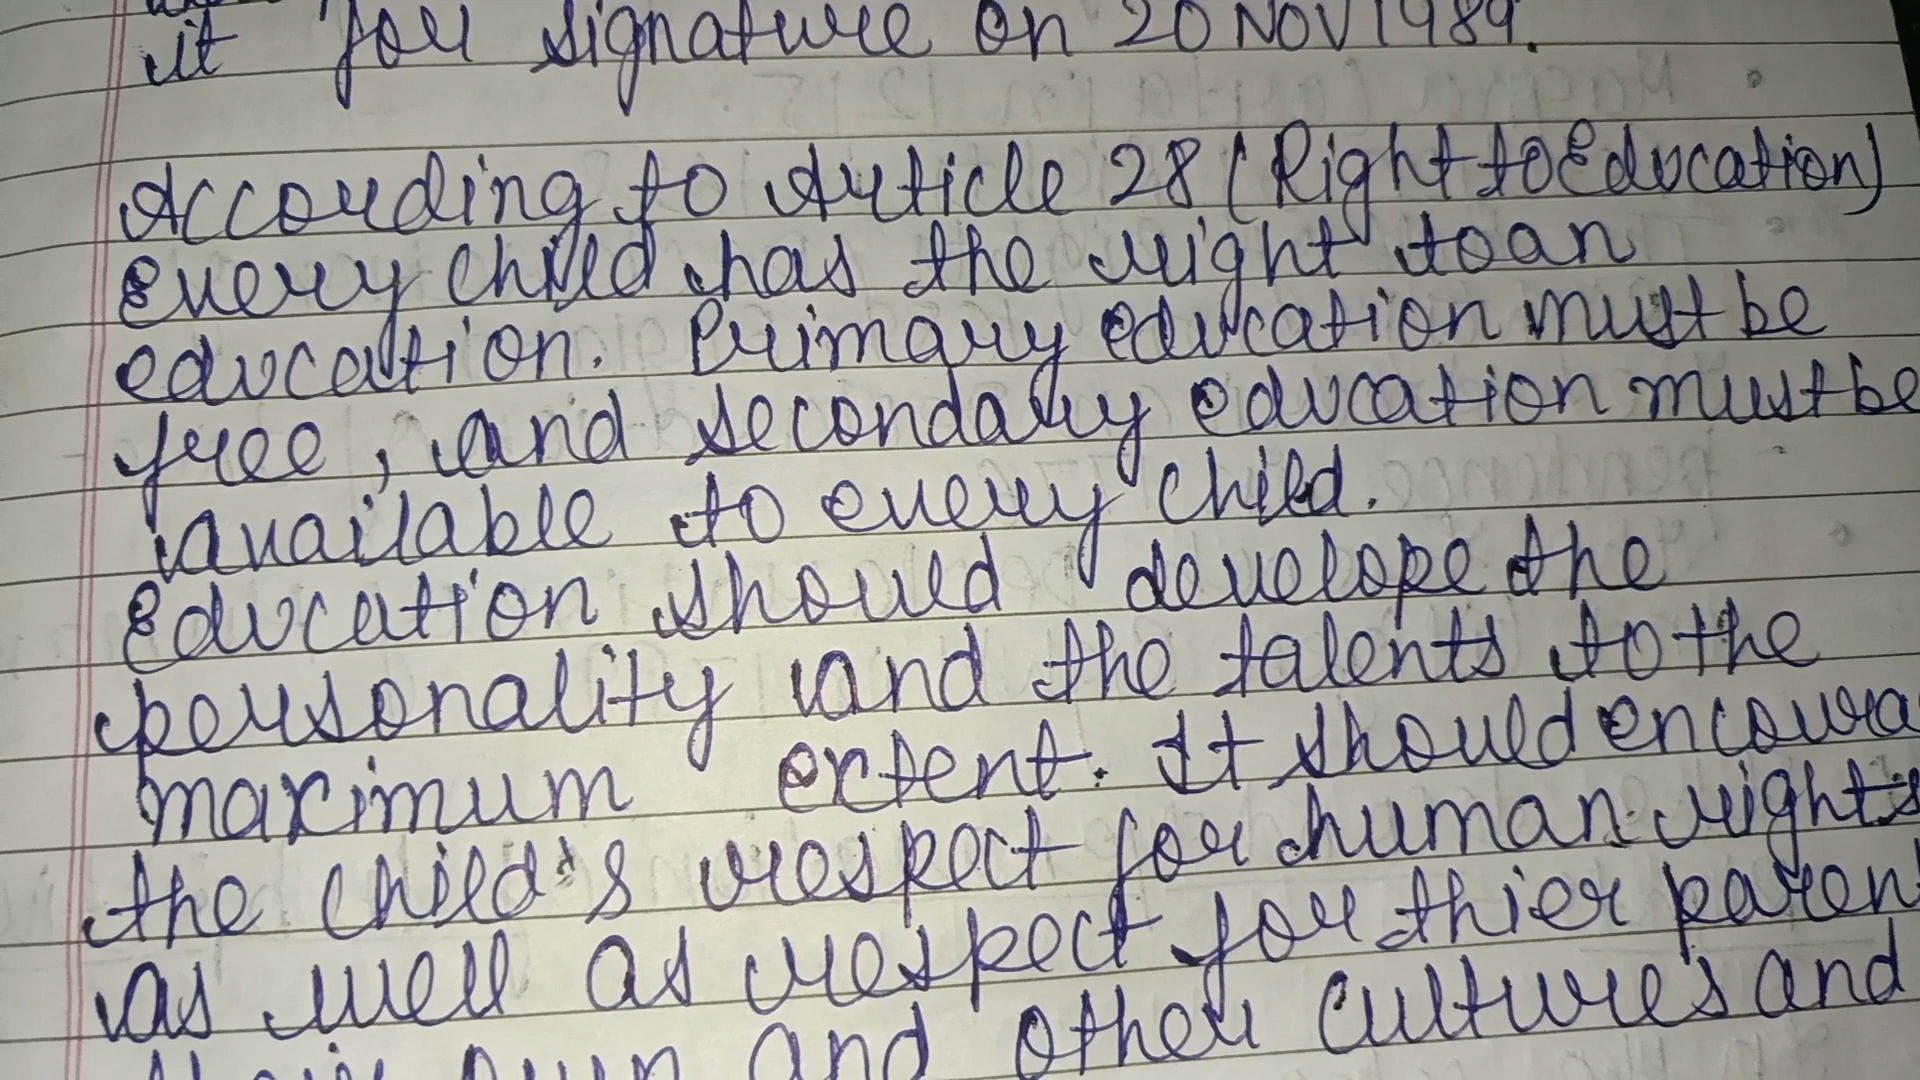 it for signature on 20 NOV 1989.
According to Article 28 (Right to Education)
every child has the right to an
education. Primary education must be
free, and secondary education must be
available to every child.
Education should develope the
personality and the talents to the
maximum extent. It should encoura
the child's respect for human rights
as well as respect for thier paren
own and other culture's and